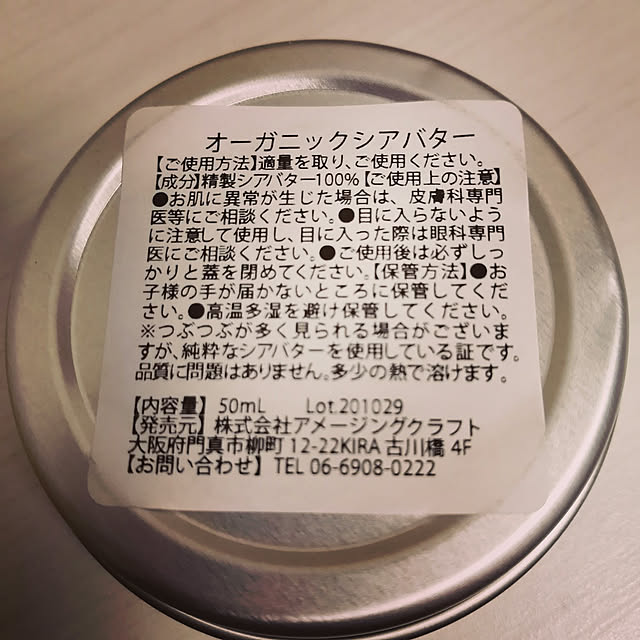 オーガニックシアバター
【ご使用方法】適量を取り、ご使用ください。
【成分】精製シアバター100%【ご使用上の注意】
●お肌に異常が生じた場合は、皮膚科専門
医等にご相談ください。●目に入らないよう
に注意して使用し、目に入った際は眼科専門
医にご相談ください。●ご使用後は必ずしっ
かりと蓋を閉めてください。【保管方法】●お
子様の手が届かないところに保管してくだ
さい。●高温多湿を避け保管してください。
※つぶつぶが多く見られる場合がございま
すが、純粋なシアバターを使用している証です。
品質に問題はありません。多少の熱で溶けます。
【内容量】 50mL Lot.201029
【発売元】株式会社アメージングクラフト
大阪府門真市柳町 12-22KIRA 古川橋 4F
【お問い合わせ】 TEL 06-6908-0222